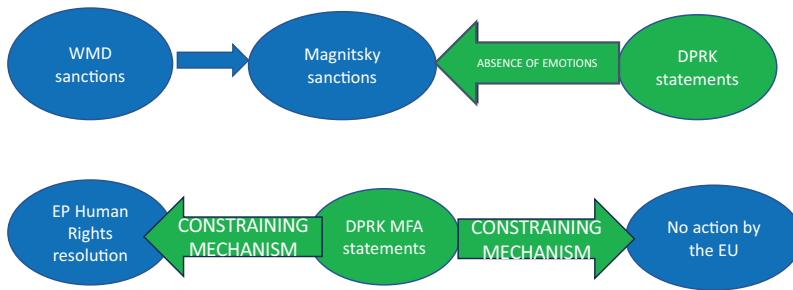 WMD
sanctions
Magnitsky
sanctions
ABSENCE OF EMOTIONS
DPRK
statements
EP Human
Rights
resolution
CONSTRAINING
MECHANISM
DPRK MFA
statements
CONSTRAINING
MECHANISM
No action by
the EU